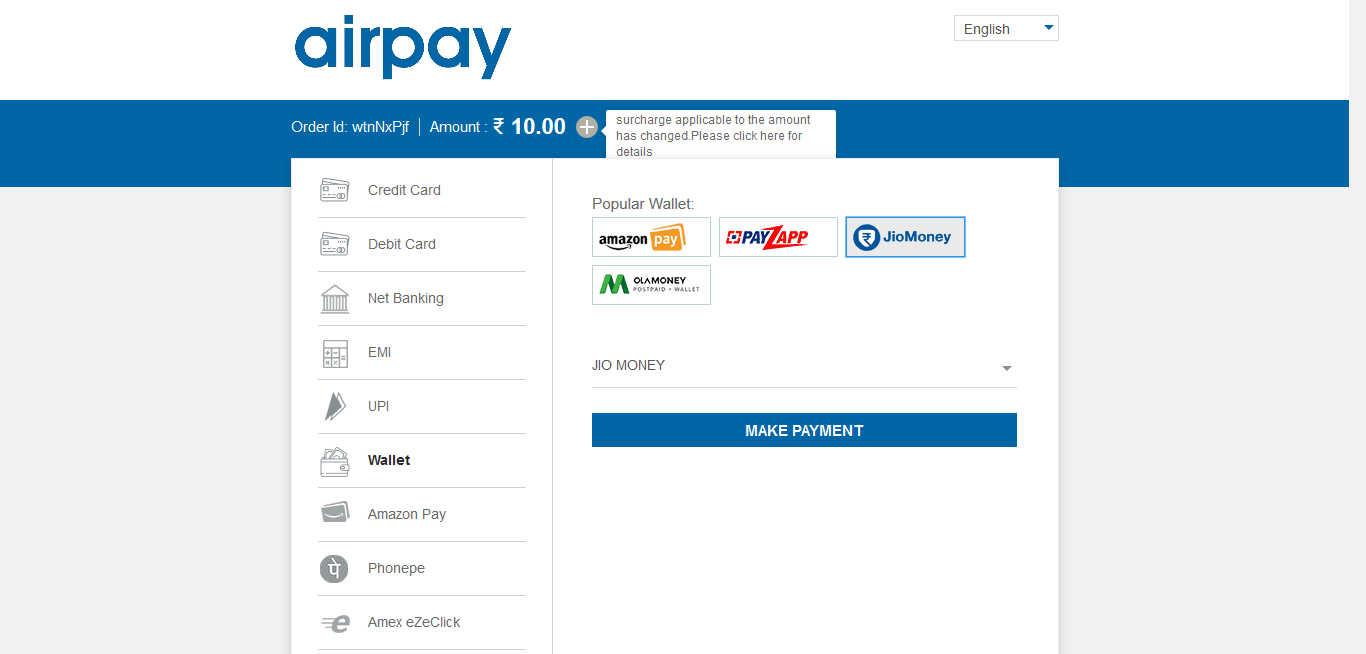 airpay
English
Order Id: wtnNxPjf
Amount : ₹ 10.00
surcharge applicable to the amount
has changed.Please click here for
details
Credit Card
Debit Card
Net Banking
EMI
UPI
Wallet
Amazon Pay
पे Phonepe
Amex eZeClick
Popular Wallet:
amazon pay
PAYZAPP
JioMoney
OLAMONEY
POSTPAID + WALLET
JIO MONEY
MAKE PAYMENT